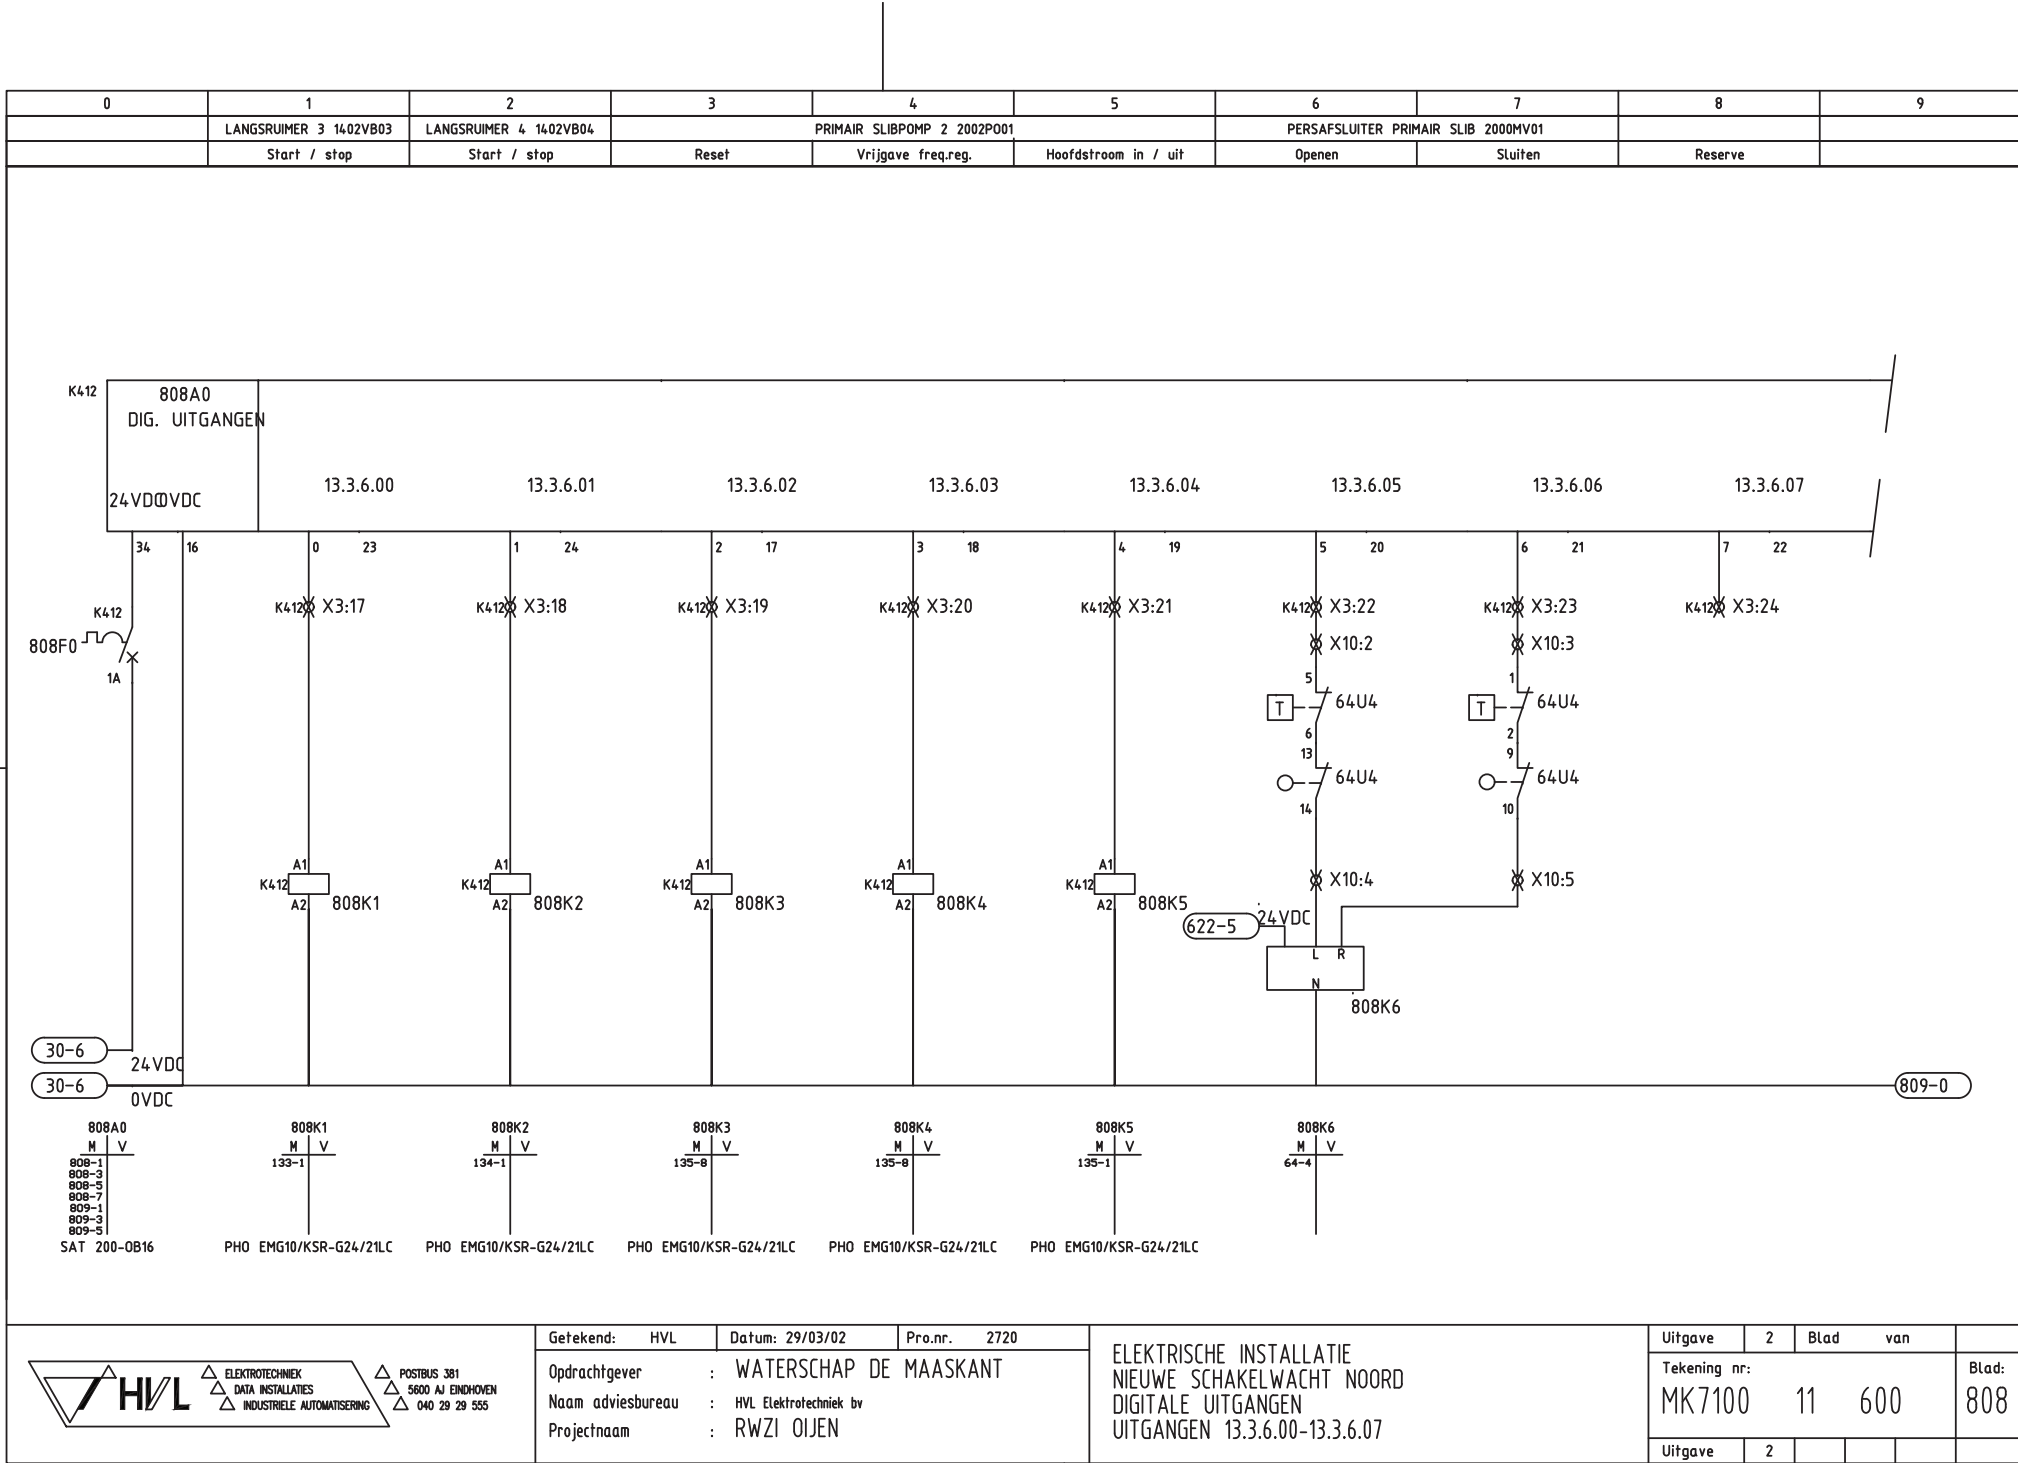 0 1 2 3 4 5 6 7 8 9
LANGSRUIMER 3 1402VB03 LANGSRUIMER 4 1402VB04 PRIMAIR SLIBPOMP 2 2002PO01 PERSAFSLUITER PRIMAIR SLIB 2000MV01
Start / stop Start / stop Reset Vrijgave freq.reg. Hoofdstroom in / uit Openen Sluiten Reserve
K412 808A0
DIG. UITGANGEN
13.3.6.00 13.3.6.01 13.3.6.02 13.3.6.03 13.3.6.04 13.3.6.05 13.3.6.06 13.3.6.07
24VDC 0VDC
34 16 0 23 1 24 2 17 3 18 4 19 5 20 6 21 7 22
K412 K412 X3:17 K412 X3:18 K412 X3:19 K412 X3:20 K412 X3:21 K412 X3:22 K412 X3:23 K412 X3:24
808F0 X10:2 X10:3
1A 5 1
T 64U4 T 64U4
6 2
13 9
64U4 64U4
14 10
A1 A1 A1 A1 A1
K412 K412 K412 K412 K412 X10:4 X10:5
A2 808K1 A2 808K2 A2 808K3 A2 808K4 A2 808K5
622-5 24VDC
L R
N
808K6
30-6
24VDC
30-6 809-0
0VDC
808A0 808K1 808K2 808K3 808K4 808K5 808K6
M V M V M V M V M V M V M V
808-1 133-1 134-1 135-8 135-8 135-1 64-4
808-3
808-5
808-7
809-1
809-3
809-5
SAT 200-OB16 PHO EMG10/KSR-G24/21LC PHO EMG10/KSR-G24/21LC PHO EMG10/KSR-G24/21LC PHO EMG10/KSR-G24/21LC PHO EMG10/KSR-G24/21LC
HVL
ELEKTROTECHNIEK
DATA INSTALLATIES
INDUSTRIELE AUTOMATISERING
POSTBUS 381
5600 AJ EINDHOVEN
040 29 29 555
Getekend: HVL Datum: 29/03/02 Pro.nr. 2720
Opdrachtgever : WATERSCHAP DE MAASKANT
Naam adviesbureau : HVL Elektrotechniek bv
Projectnaam : RWZI OIJEN
ELEKTRISCHE INSTALLATIE
NIEUWE SCHAKELWACHT NOORD
DIGITALE UITGANGEN
UITGANGEN 13.3.6.00-13.3.6.07
Uitgave 2 Blad van
Tekening nr: Blad:
MK7100 11 600 808
Uitgave 2